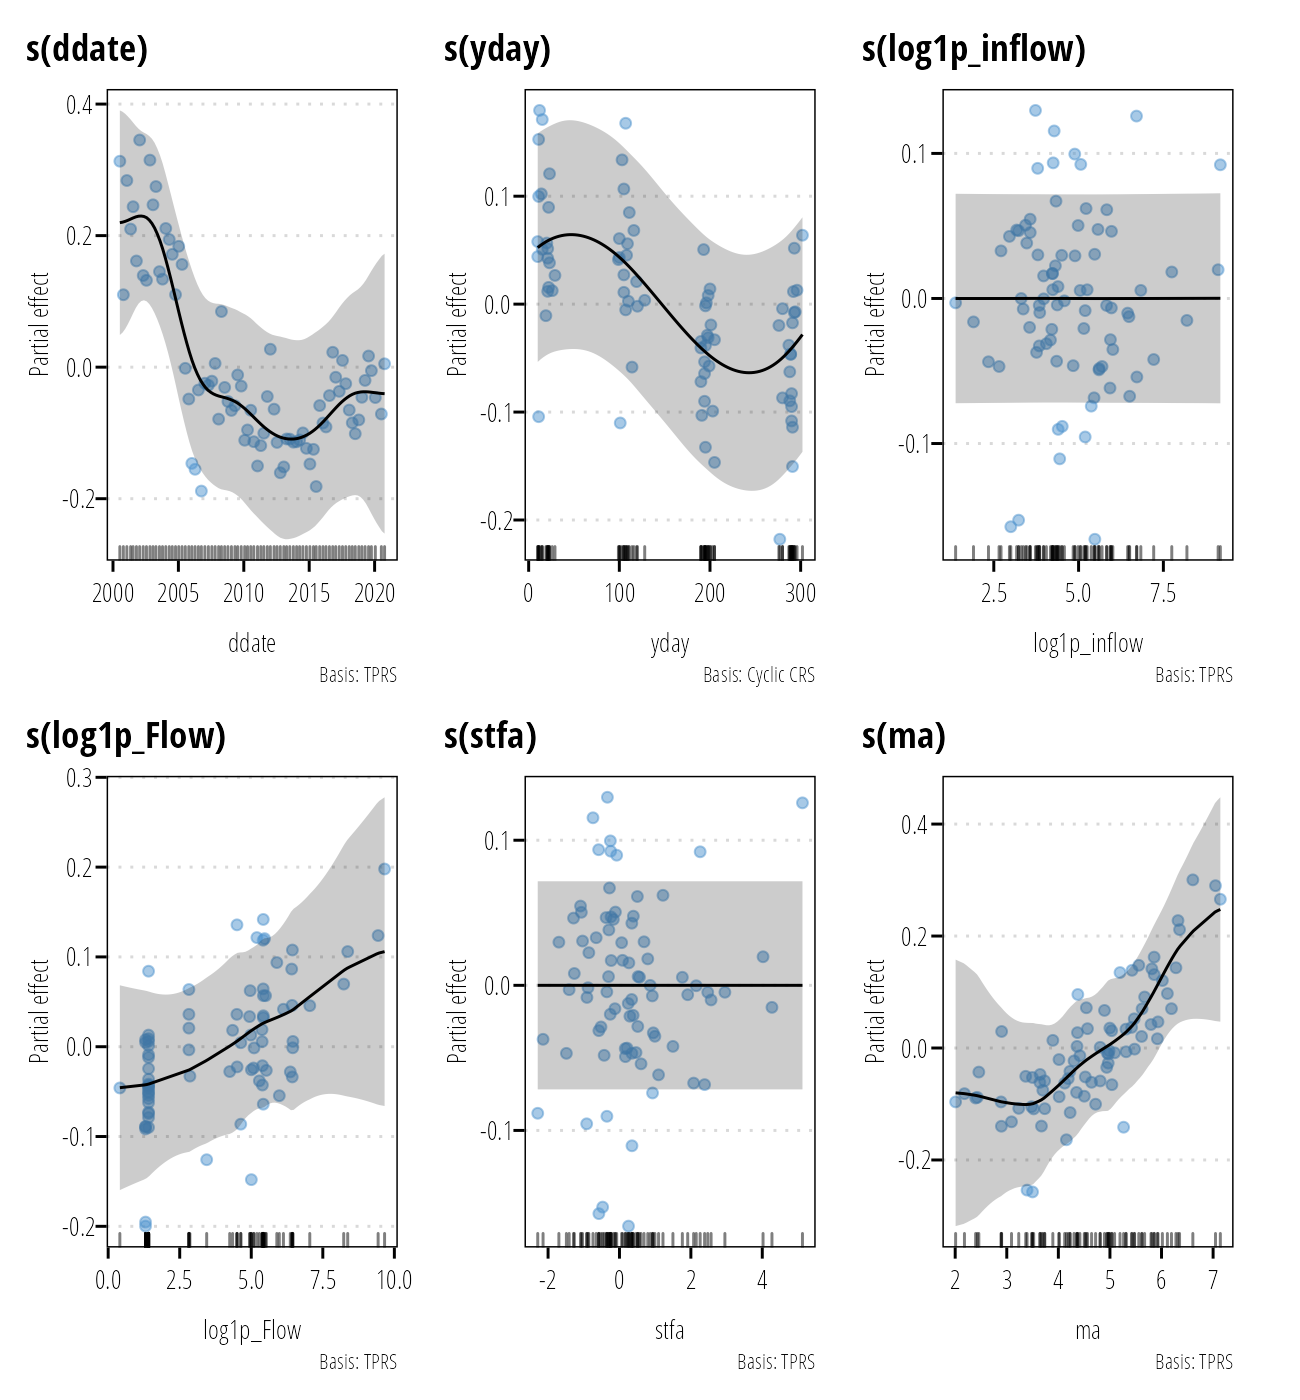 s(ddate)
s(yday)
s(log1p_inflow)
0.4
0.2
0.0
-0.2
Partial effect
2000 2005 2010 2015 2020
ddate
Basis: TPRS
0.1
0.0
-0.1
-0.2
Partial effect
0 100 200 300
yday
Basis: Cyclic CRS
0.1
0.0
-0.1
Partial effect
2.5 5.0 7.5
log1p_inflow
Basis: TPRS
s(log1p_Flow)
s(stfa)
s(ma)
0.3
0.2
0.1
0.0
-0.1
-0.2
Partial effect
0.0 2.5 5.0 7.5 10.0
log1p_Flow
Basis: TPRS
0.1
0.0
-0.1
Partial effect
-2 0 2 4
stfa
Basis: TPRS
0.4
0.2
0.0
-0.2
Partial effect
2 3 4 5 6 7
ma
Basis: TPRS